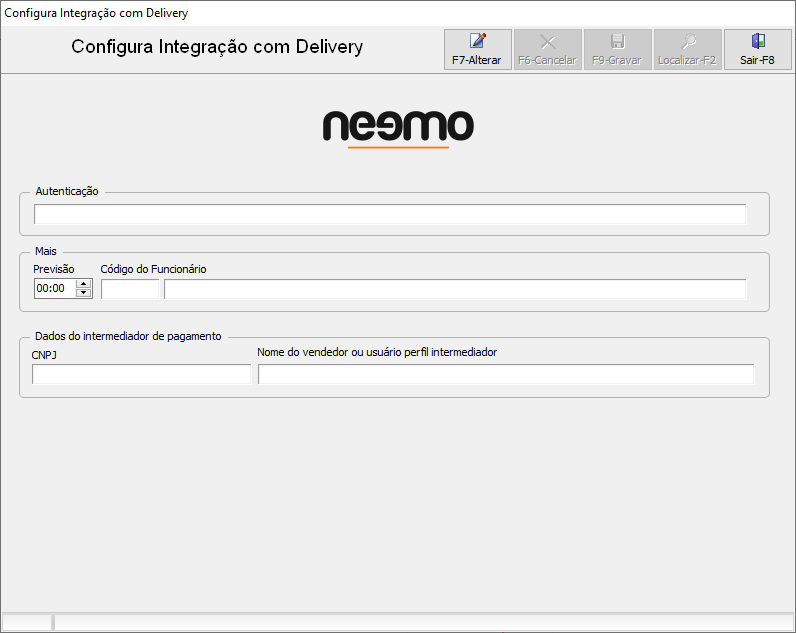 Configura Integração com Delivery
Configura Integração com Delivery
F7-Alterar
F6-Cancelar
F9-Gravar
Localizar-F2
Sair-F8
neemo
Autenticação
Mais
Previsão
Código do Funcionário
00:00
Dados do intermediador de pagamento
CNPJ
Nome do vendedor ou usuário perfil intermediador